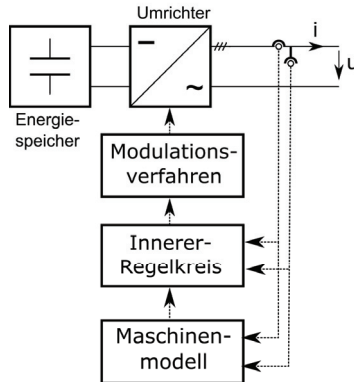 Umrichter
i
u
Energie-
speicher
Modulations-
verfahren
Innerer-
Regelkreis
Maschinen-
modell